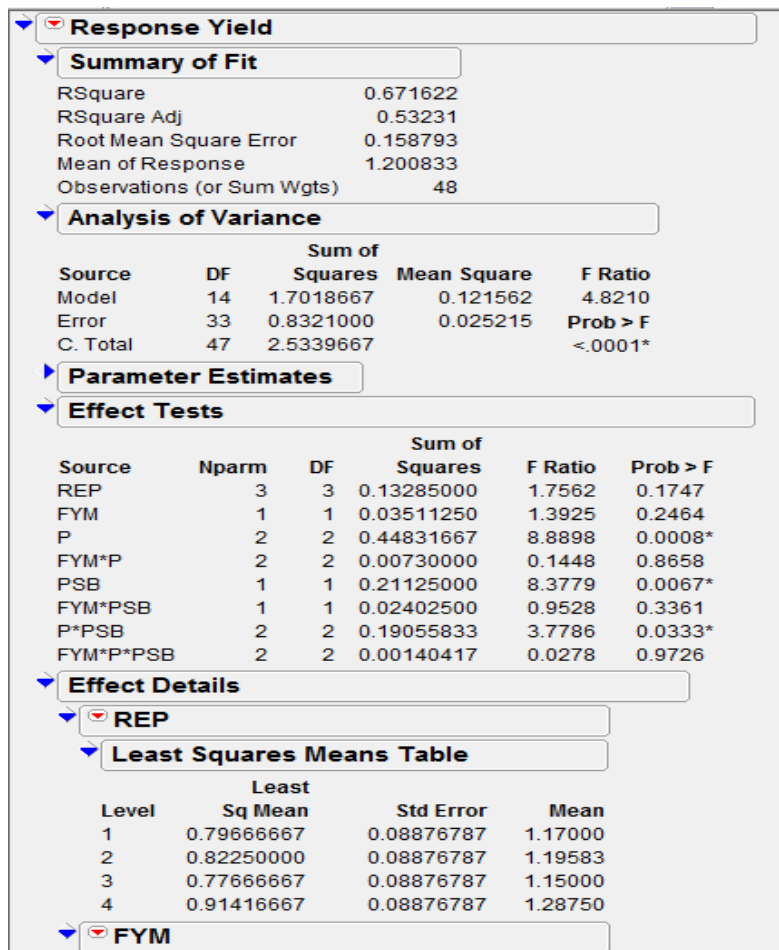 Response Yield
Summary of Fit
RSquare 0.671622
RSquare Adj 0.53231
Root Mean Square Error 0.158793
Mean of Response 1.200833
Observations (or Sum Wgts) 48
Analysis of Variance
Sum of
Source DF Squares Mean Square F Ratio
Model 14 1.7018667 0.121562 4.8210
Error 33 0.8321000 0.025215 Prob > F
C. Total 47 2.5339667 <.0001*
Parameter Estimates
Effect Tests
Sum of
Source Nparm DF Squares F Ratio Prob > F
REP 3 3 0.13285000 1.7562 0.1747
FYM 1 1 0.03511250 1.3925 0.2464
P 2 2 0.44831667 8.8898 0.0008*
FYM*P 2 2 0.00730000 0.1448 0.8658
PSB 1 1 0.21125000 8.3779 0.0067*
FYM*PSB 1 1 0.02402500 0.9528 0.3361
P*PSB 2 2 0.19055833 3.7786 0.0333*
FYM*P*PSB 2 2 0.00140417 0.0278 0.9726
Effect Details
REP
Least Squares Means Table
Least
Level Sq Mean Std Error Mean
1 0.79666667 0.08876787 1.17000
2 0.82250000 0.08876787 1.19583
3 0.77666667 0.08876787 1.15000
4 0.91416667 0.08876787 1.28750
FYM